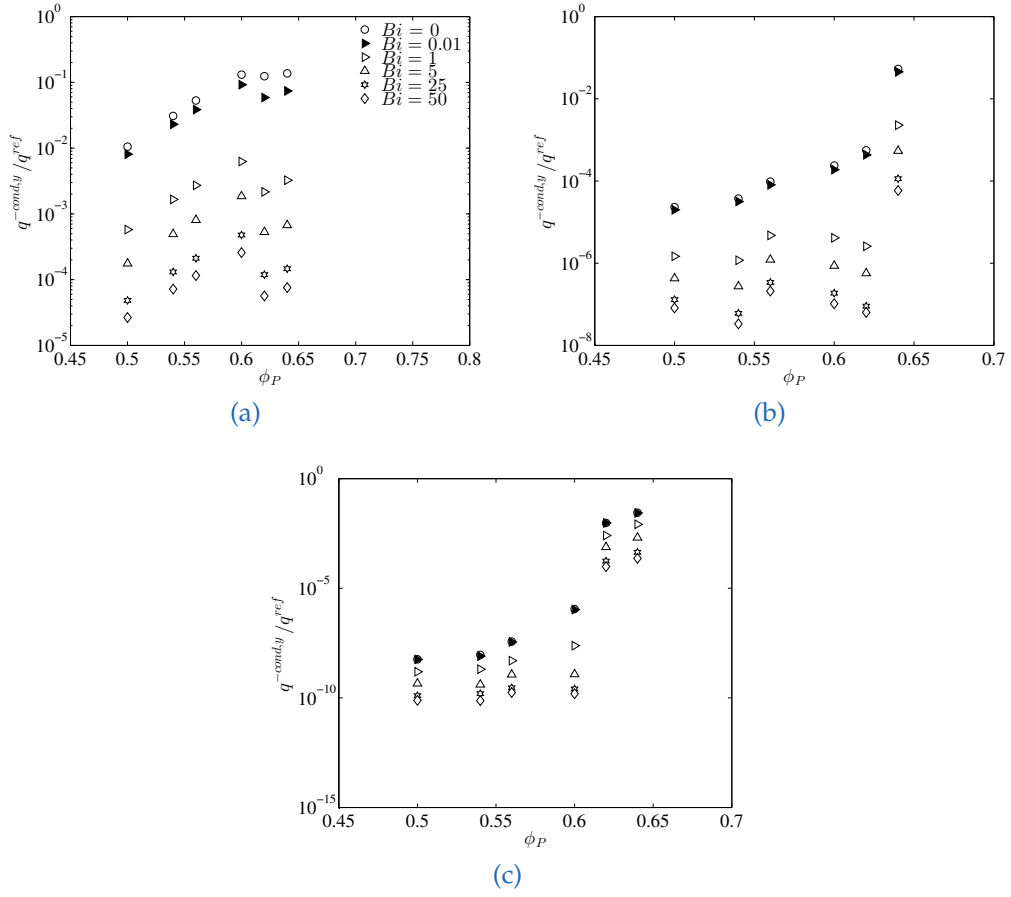 10^0
10^-1
10^-2
10^-3
10^-4
10^-5
q^{-cond,y}/q^{ref}
0.45 0.5 0.55 0.6 0.65 0.7 0.75 0.8
ϕ_P
Bi = 0
Bi = 0.01
Bi = 1
Bi = 5
Bi = 25
Bi = 50
(a)
10^0
10^-2
10^-4
10^-6
10^-8
q^{-cond,y}/q^{ref}
0.45 0.5 0.55 0.6 0.65 0.7
ϕ_P
(b)
10^0
10^-5
10^-10
10^-15
q^{-cond,y}/q^{ref}
0.45 0.5 0.55 0.6 0.65 0.7
ϕ_P
(c)